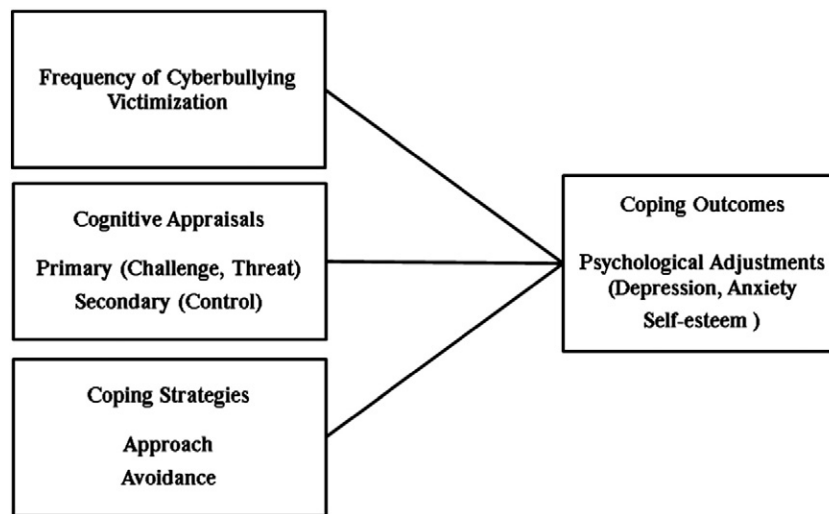 Frequency of Cyberbullying
Victimization
Cognitive Appraisals
Primary (Challenge, Threat)
Secondary (Control)
Coping Strategies
Approach
Avoidance
Coping Outcomes
Psychological Adjustments
(Depression, Anxiety
Self-esteem )